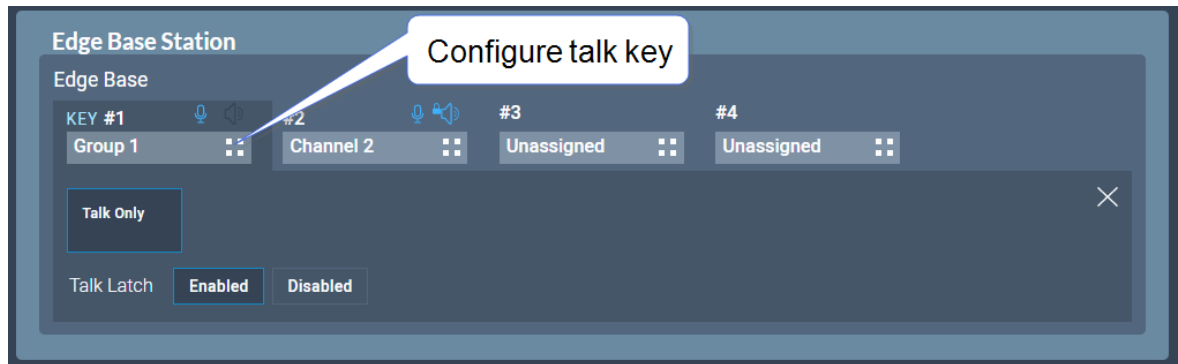 Edge Base Station
Configure talk key
Edge Base
KEY #1
#2
#3
#4
Group 1
Channel 2
Unassigned
Unassigned
Talk Only
Talk Latch
Enabled
Disabled